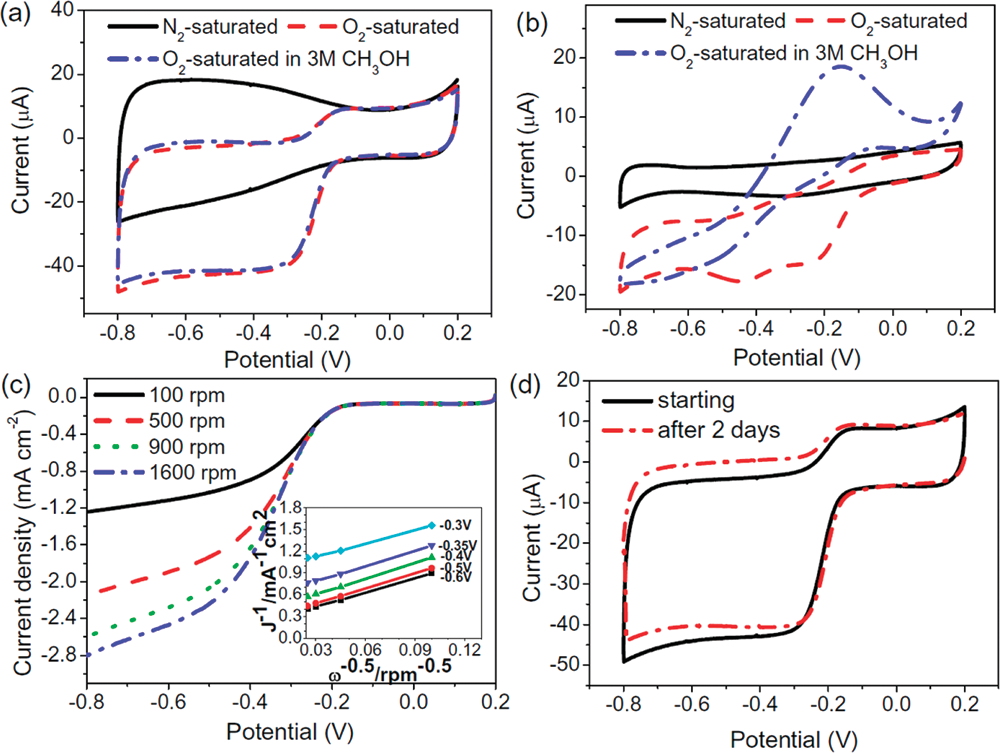 (a)
N₂-saturated
O₂-saturated
O₂-saturated in 3M CH₃OH
Current (μA)
40
20
0
-20
-40
-0.8 -0.6 -0.4 -0.2 0.0 0.2
Potential (V)
(b)
N₂-saturated
O₂-saturated
O₂-saturated in 3M CH₃OH
Current (μA)
20
10
0
-10
-20
-0.8 -0.6 -0.4 -0.2 0.0 0.2
Potential (V)
(c)
100 rpm
500 rpm
900 rpm
1600 rpm
Current density (mA cm⁻²)
0.0
-0.4
-0.8
-1.2
-1.6
-2.0
-2.4
-2.8
-0.8 -0.6 -0.4 -0.2 0.0 0.2
Potential (V)
J⁻¹/mA⁻¹cm²
1.8
1.5
1.2
0.9
0.6
0.3
0.0
-0.3V
-0.35V
-0.4V
-0.5V
-0.6V
0.03 0.06 0.09 0.12
ω⁻⁰·⁵/rpm⁻⁰·⁵
(d)
starting
after 2 days
Current (μA)
20
10
0
-10
-20
-30
-40
-50
-0.8 -0.6 -0.4 -0.2 0.0 0.2
Potential (V)